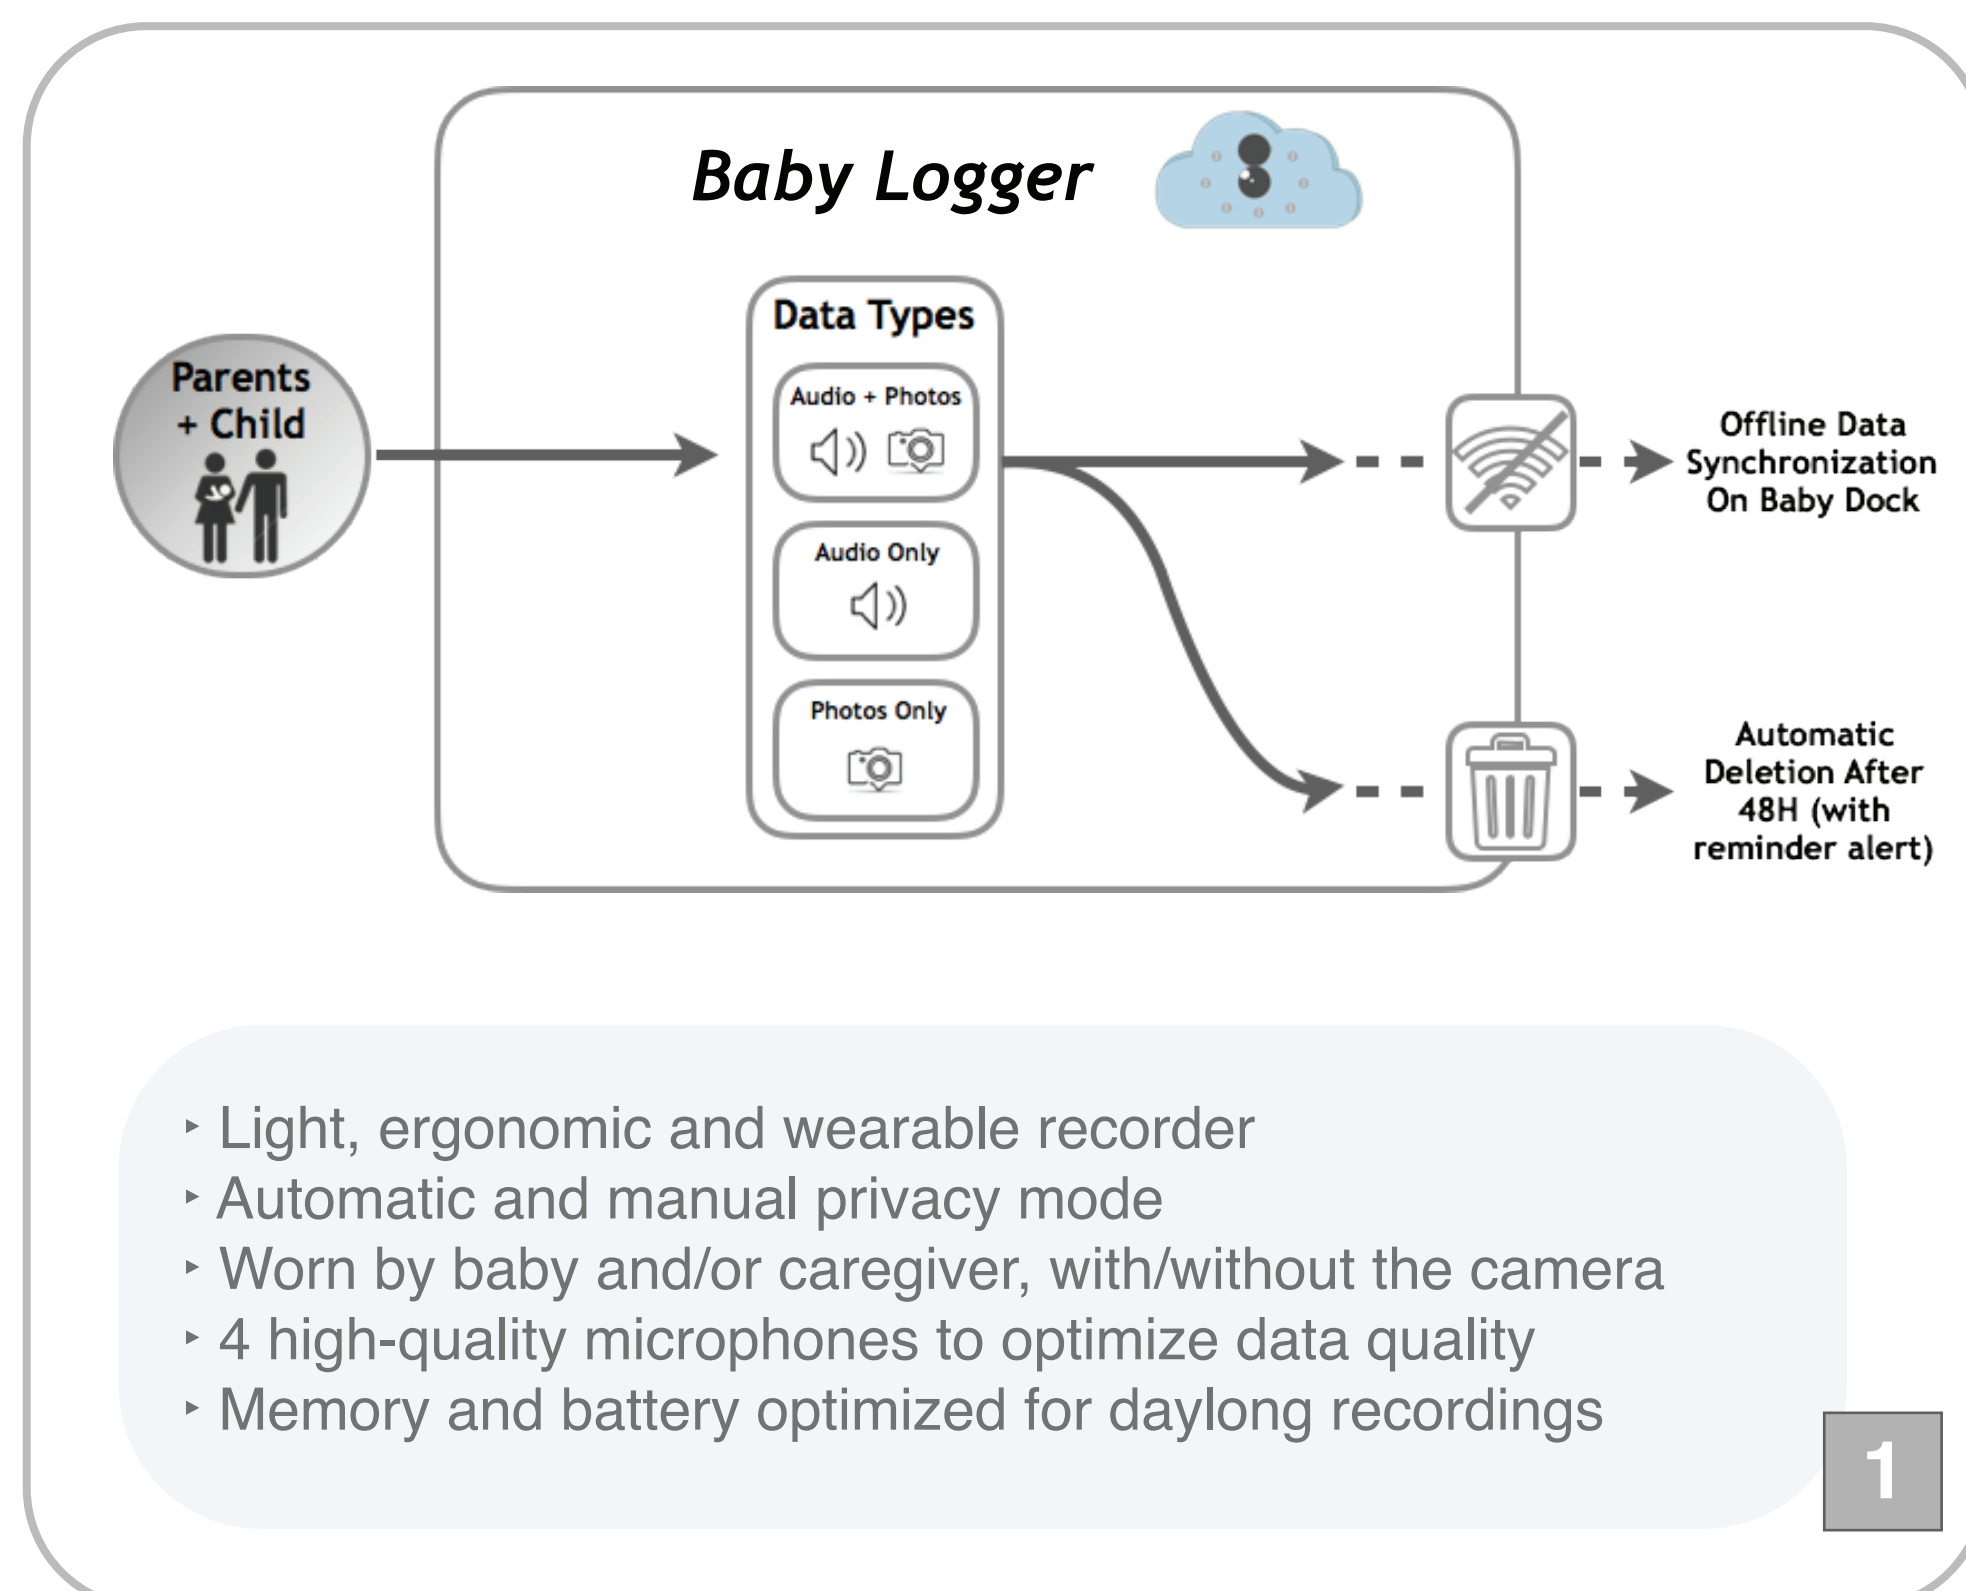 Baby Logger
Data Types
Parents
+ Child
Audio + Photos
Audio Only
Photos Only
Offline Data
Synchronization
On Baby Dock
Automatic
Deletion After
48H (with
reminder alert)
‣ Light, ergonomic and wearable recorder
‣ Automatic and manual privacy mode
‣ Worn by baby and/or caregiver, with/without the camera
‣ 4 high-quality microphones to optimize data quality
‣ Memory and battery optimized for daylong recordings
1